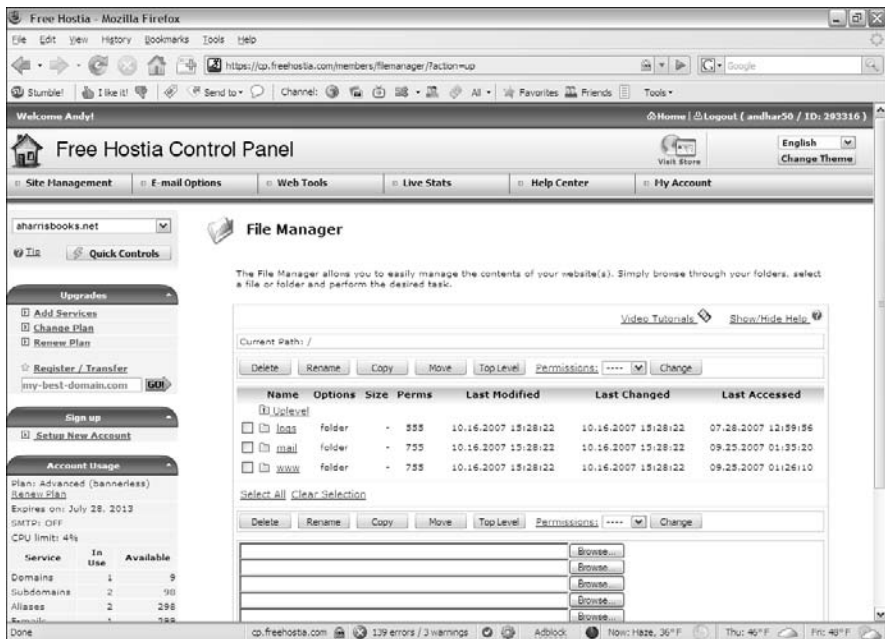 Free Hostia - Mozilla Firefox
File Edit View History Bookmarks Tools Help
https://cp.freehostia.com/members/filemanager/?action=up
Google
Stumble! I like it! Send to Channel: All Favorites Friends Tools
Welcome Andy!
Home | Logout ( andhar50 / ID: 293316 )
Free Hostia Control Panel
Visit Store
English
Change Theme
Site Management E-mail Options Web Tools Live Stats Help Center My Account
aharrisbooks.net
Tip Quick Controls
Upgrades
Add Services
Change Plan
Renew Plan
Register / Transfer
my-best-domain.com GO!
Sign up
Setup New Account
Account Usage
Plan: Advanced (bannerless)
Renew Plan
Expires on: July 28, 2013
SMTP: OFF
CPU limit: 4%
Service In Use Available
Domains 1 9
Subdomains 2 98
Aliases 2 298
E-mails 1 299
File Manager
The File Manager allows you to easily manage the contents of your website(s). Simply browse through your folders, select
a file or folder and perform the desired task.
Video Tutorials Show/Hide Help
Current Path: /
Delete Rename Copy Move Top Level Permissions: ---- Change
Name Options Size Perms Last Modified Last Changed Last Accessed
Uplevel
logs folder - 555 10.16.2007 15:28:22 10.16.2007 15:28:22 07.28.2007 12:59:56
mail folder - 755 10.16.2007 15:28:22 10.16.2007 15:28:22 09.25.2007 01:35:20
www folder - 755 10.16.2007 15:28:22 10.16.2007 15:28:22 09.25.2007 01:26:10
Select All Clear Selection
Delete Rename Copy Move Top Level Permissions: ---- Change
Browse...
Browse...
Browse...
Browse...
Browse...
Done cp.freehostia.com 139 errors / 3 warnings Adblock Now: Haze, 36°F Thu: 46°F Fri: 48°F